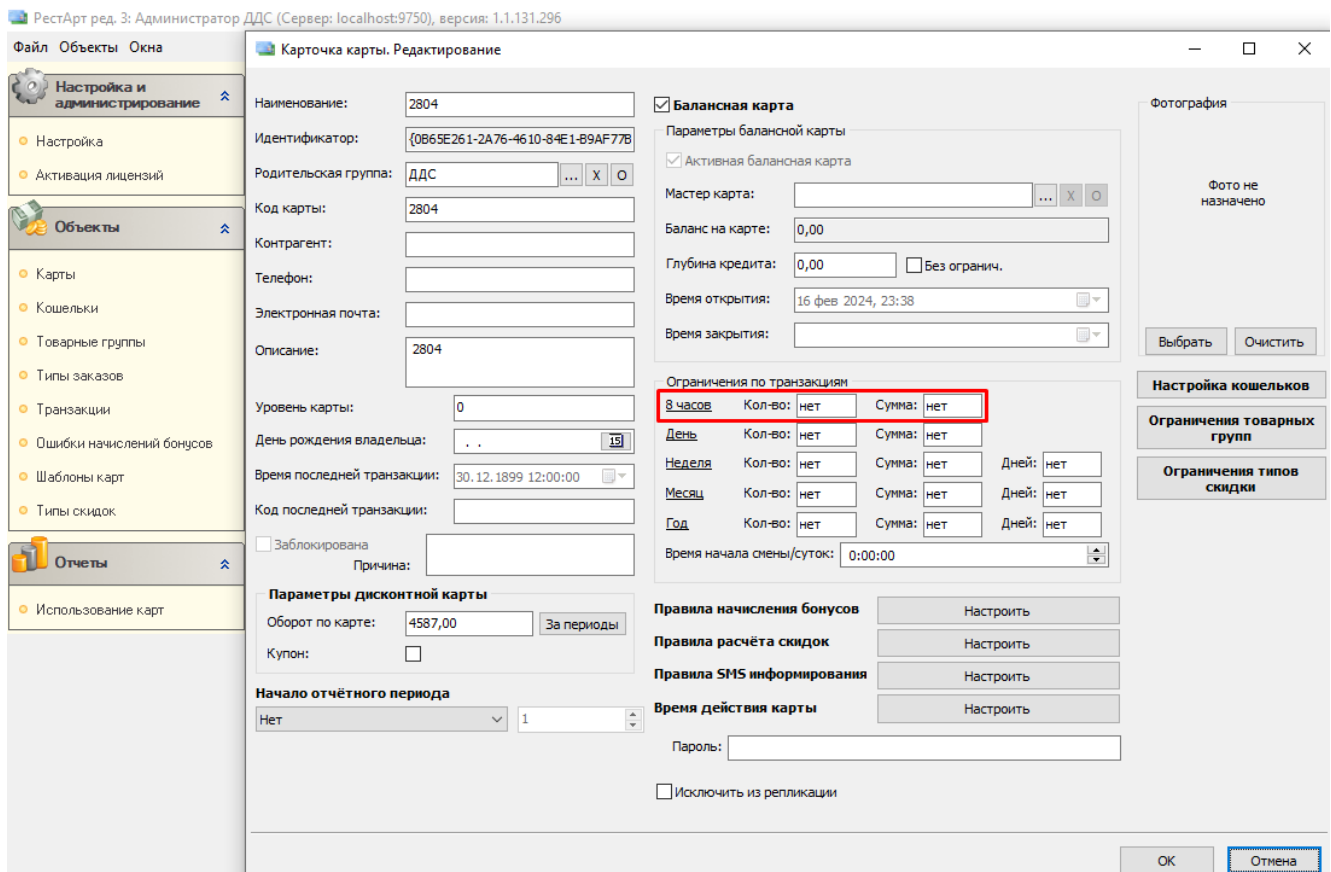 РестАрт ред. 3: Администратор ДДС (Сервер: localhost:9750), версия: 1.1.131.296
Файл Объекты Окна
Настройка и
администрирование
Настройка
Активация лицензий
Объекты
Карты
Кошельки
Товарные группы
Типы заказов
Транзакции
Ошибки начислений бонусов
Шаблоны карт
Типы скидок
Отчеты
Использование карт
Карточка карты. Редактирование
Наименование: 2804
Идентификатор: {0B65E261-2A76-4610-84E1-B9AF77B
Родительская группа: ДДС ... X O
Код карты: 2804
Контрагент:
Телефон:
Электронная почта:
Описание: 2804
Уровень карты: 0
День рождения владельца: . . 15
Время последней транзакции: 30.12.1899 12:00:00
Код последней транзакции:
Заблокирована
Причина:
Параметры дисконтной карты
Оборот по карте: 4587,00 За периоды
Купон:
Начало отчётного периода
Нет 1
Балансная карта
Параметры балансной карты
Активная балансная карта
Мастер карта: ... X O
Баланс на карте: 0,00
Глубина кредита: 0,00 Без огранич.
Время открытия: 16 фев 2024, 23:38
Время закрытия:
Ограничения по транзакциям
8 часов Кол-во: нет Сумма: нет
День Кол-во: нет Сумма: нет
Неделя Кол-во: нет Сумма: нет Дней: нет
Месяц Кол-во: нет Сумма: нет Дней: нет
Год Кол-во: нет Сумма: нет Дней: нет
Время начала смены/суток: 0:00:00
Правила начисления бонусов Настроить
Правила расчёта скидок Настроить
Правила SMS информирования Настроить
Время действия карты Настроить
Пароль:
Исключить из репликации
Фотография
Фото не
назначено
Выбрать Очистить
Настройка кошельков
Ограничения товарных
групп
Ограничения типов
скидки
OK Отмена